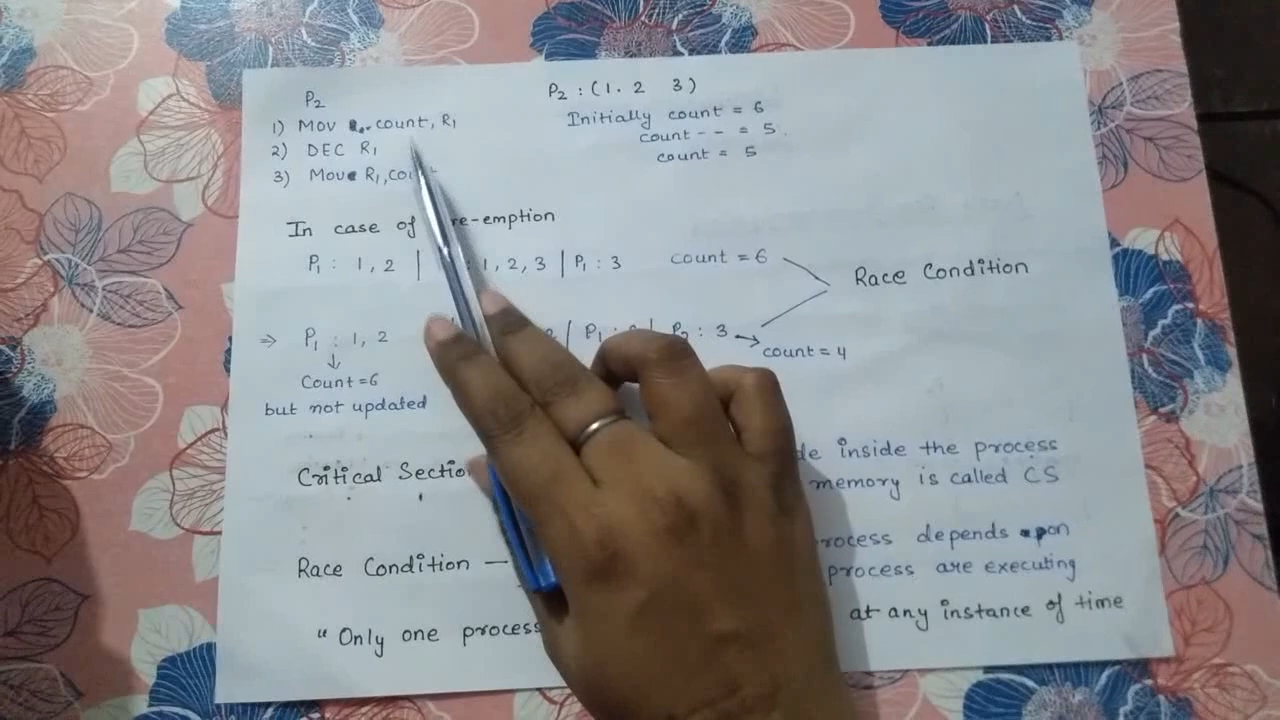 P2
1) MOV count, R1
2) DEC R1
3) Move R1,
P2 : (1. 2 3)
Initially count = 6
count -- = 5.
count = 5
In case of re-emption
P1 : 1, 2 | : 1, 2, 3 | P1 : 3 count = 6
Race Condition
⇒ P1 : 1, 2 | P1 : | P2 : 3 → count = 4
↓
Count = 6
but not updated
Critical Sectio inside the process
memory is called CS
Race Condition — depends upon
process are executing
" Only one process at any instance of time